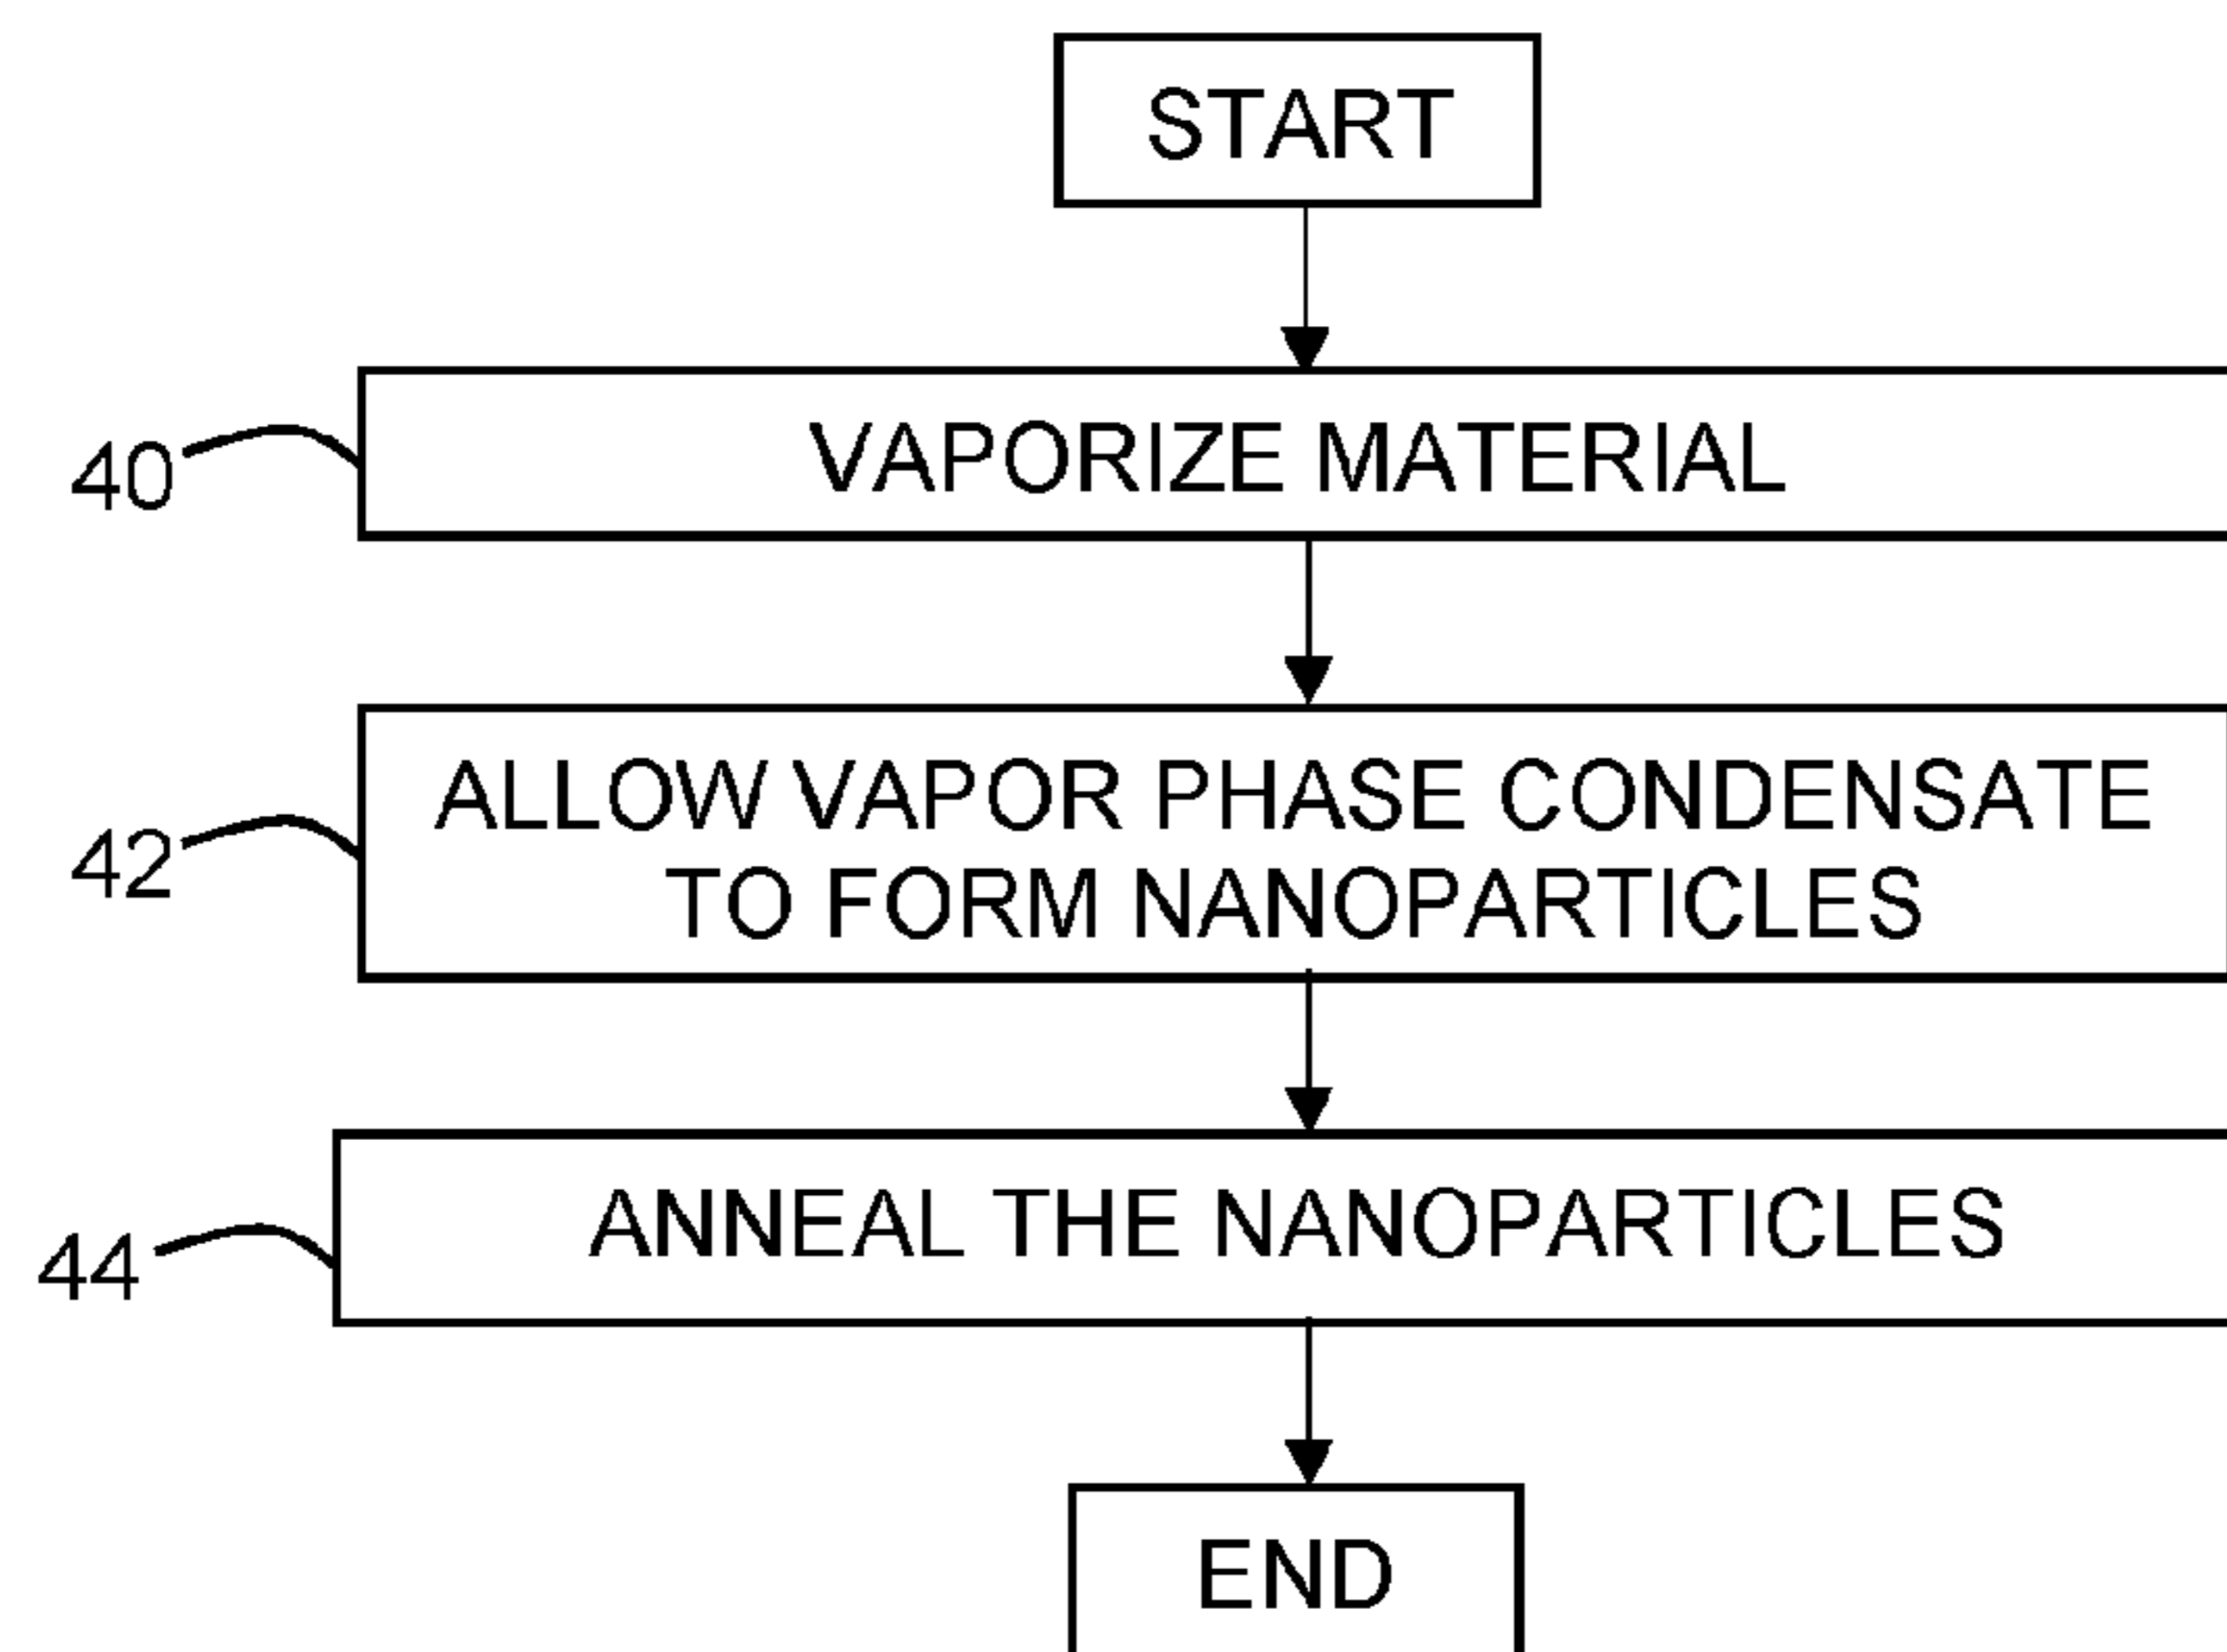 START
40
VAPORIZE MATERIAL
42
ALLOW VAPOR PHASE CONDENSATE
TO FORM NANOPARTICLES
44
ANNEAL THE NANOPARTICLES
END